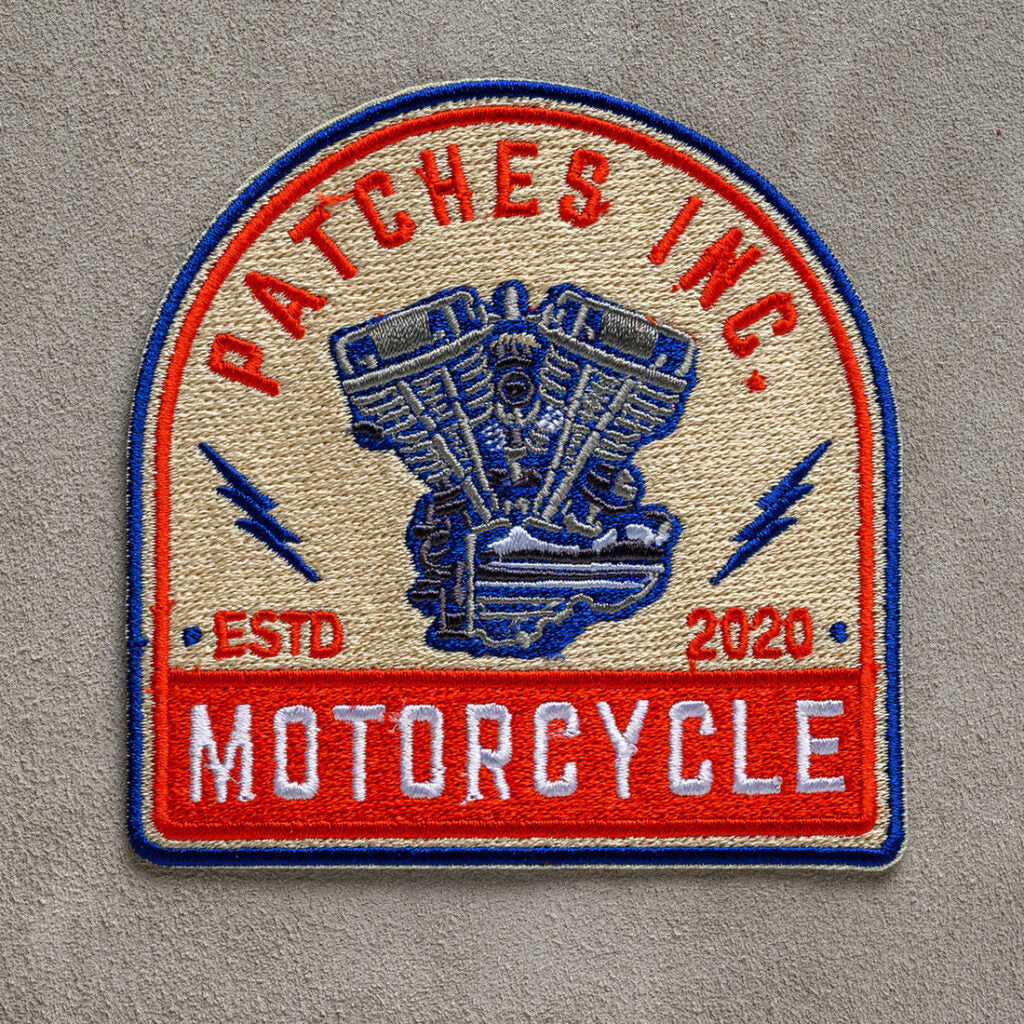 PATCHES INC.
ESTD 2020
MOTORCYCLE